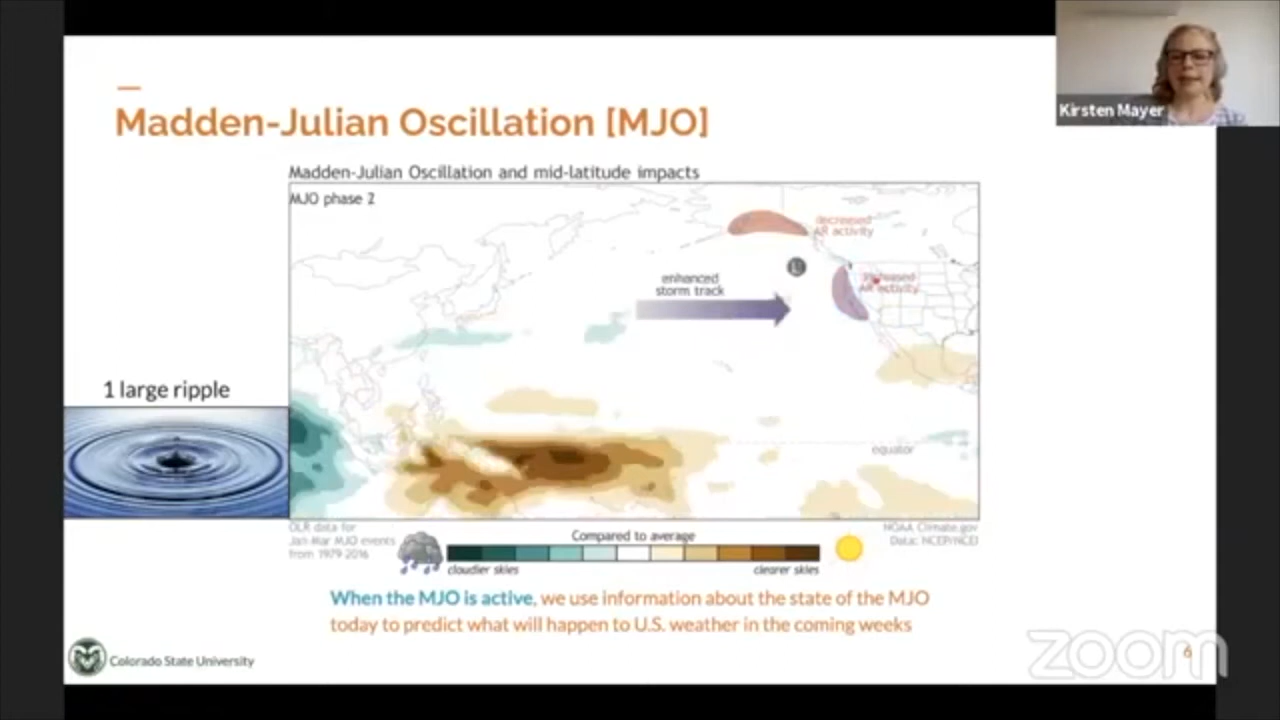 Kirsten Mayer
Madden-Julian Oscillation [MJO]
Madden-Julian Oscillation and mid-latitude impacts
MJO phase 2
decreased
AR activity
enhanced
storm track
L
increased
AR activity
1 large ripple
equator
OLR data for
Jan-Mar MJO events
from 1979-2016
NOAA Climate.gov
Data: NCEP/NCEI
Compared to average
cloudier skies
clearer skies
When the MJO is active, we use information about the state of the MJO
today to predict what will happen to U.S. weather in the coming weeks
Colorado State University
6
zoom